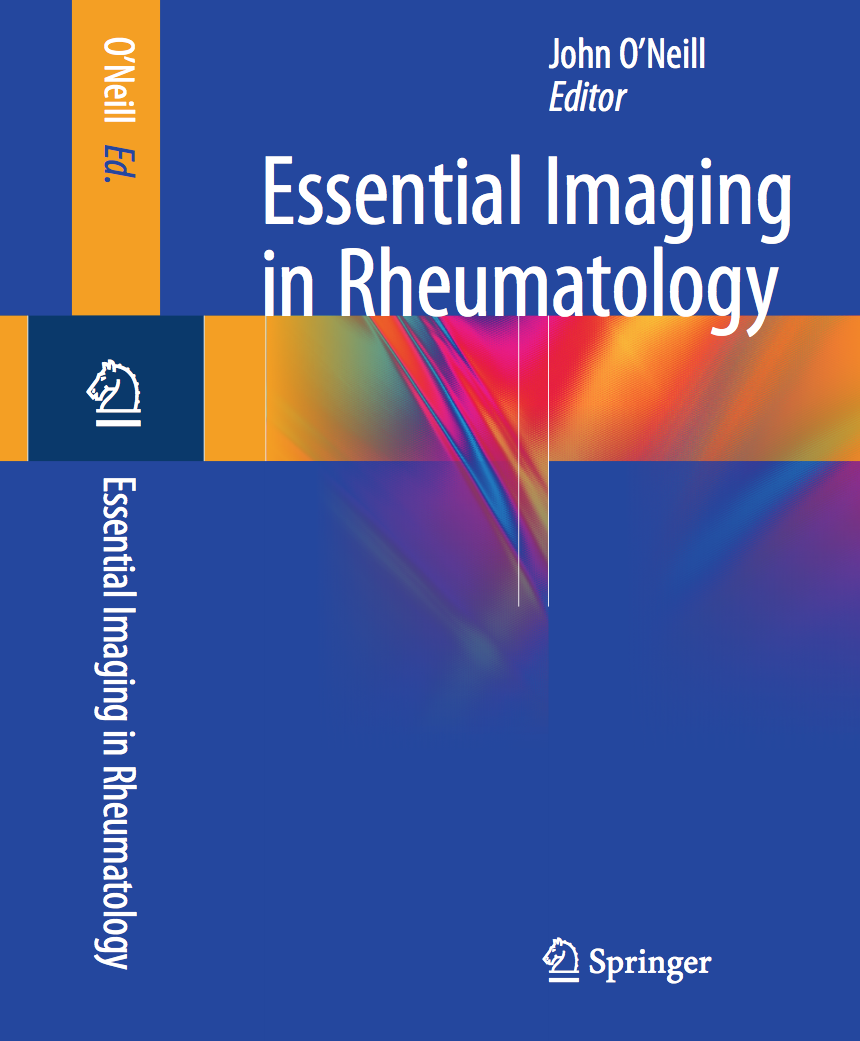 O'Neill Ed.
Essential Imaging in Rheumatology
John O'Neill
Editor
Essential Imaging
in Rheumatology
Springer